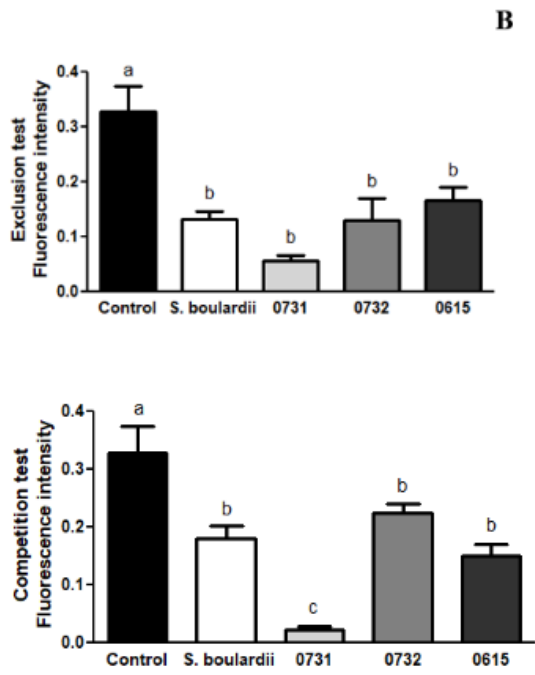 B
Exclusion test
Fluorescence intensity
0.4
0.3
0.2
0.1
0.0
a
b
b
b
b
Control S. boulardii 0731 0732 0615
Competition test
Fluorescence intensity
0.4
0.3
0.2
0.1
0.0
a
b
c
b
b
Control S. boulardii 0731 0732 0615